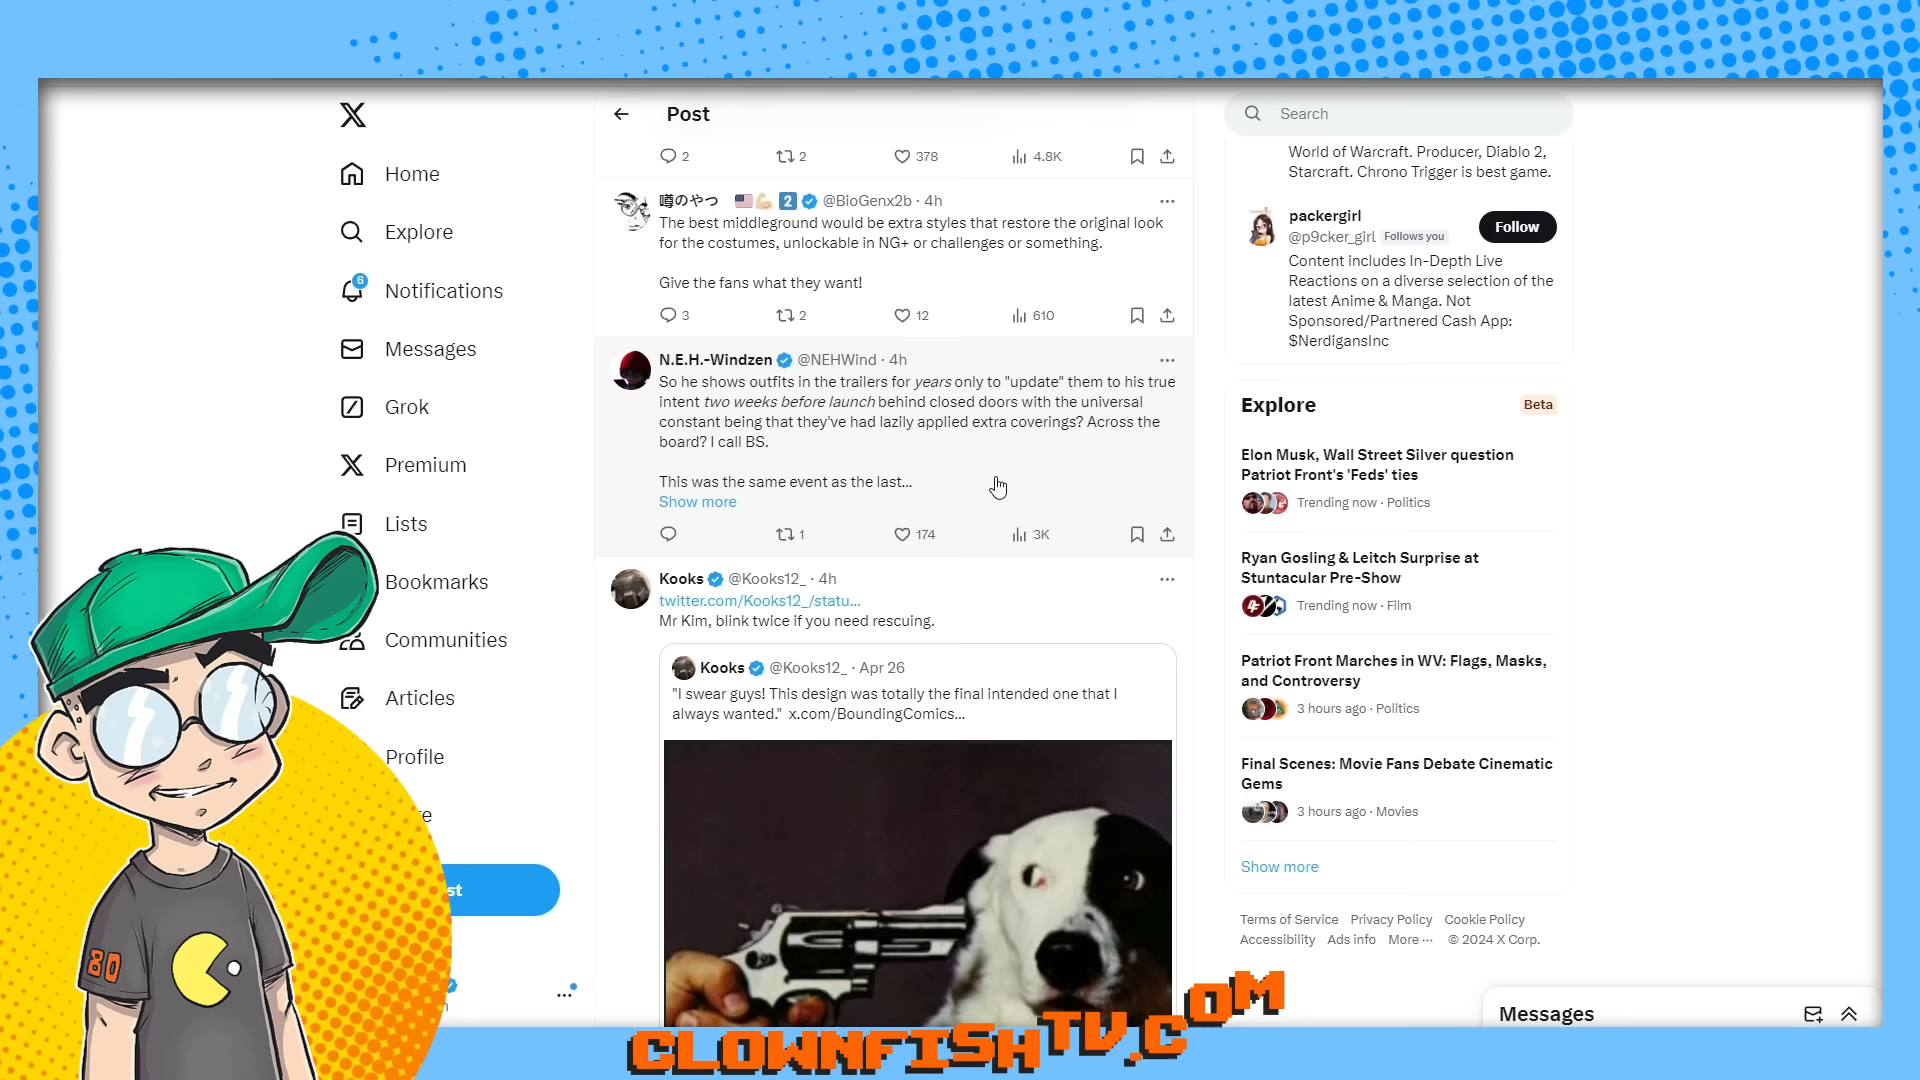 Home
Explore
6
Notifications
Messages
Grok
Premium
Lists
Bookmarks
Communities
Articles
Profile
Post
2
2
378
4.8K
噂のやつ 🇺🇸💪🏻2️⃣ @BioGenx2b · 4h
The best middleground would be extra styles that restore the original look
for the costumes, unlockable in NG+ or challenges or something.
Give the fans what they want!
3
2
12
610
N.E.H.-Windzen @NEHWind · 4h
So he shows outfits in the trailers for years only to "update" them to his true
intent two weeks before launch behind closed doors with the universal
constant being that they've had lazily applied extra coverings? Across the
board? I call BS.
This was the same event as the last...
Show more
1
174
3K
Kooks @Kooks12_ · 4h
twitter.com/Kooks12_/statu...
Mr Kim, blink twice if you need rescuing.
Kooks @Kooks12_ · Apr 26
"I swear guys! This design was totally the final intended one that I
always wanted." x.com/BoundingComics...
Search
World of Warcraft. Producer, Diablo 2,
Starcraft. Chrono Trigger is best game.
packergirl
@p9cker_girl Follows you
Follow
Content includes In-Depth Live
Reactions on a diverse selection of the
latest Anime & Manga. Not
Sponsored/Partnered Cash App:
$NerdigansInc
Explore
Beta
Elon Musk, Wall Street Silver question
Patriot Front's 'Feds' ties
Trending now · Politics
Ryan Gosling & Leitch Surprise at
Stuntacular Pre-Show
Trending now · Film
Patriot Front Marches in WV: Flags, Masks,
and Controversy
3 hours ago · Politics
Final Scenes: Movie Fans Debate Cinematic
Gems
3 hours ago · Movies
Show more
Terms of Service Privacy Policy Cookie Policy
Accessibility Ads info More ··· © 2024 X Corp.
Messages
80
CLOWNFISHTV.COM